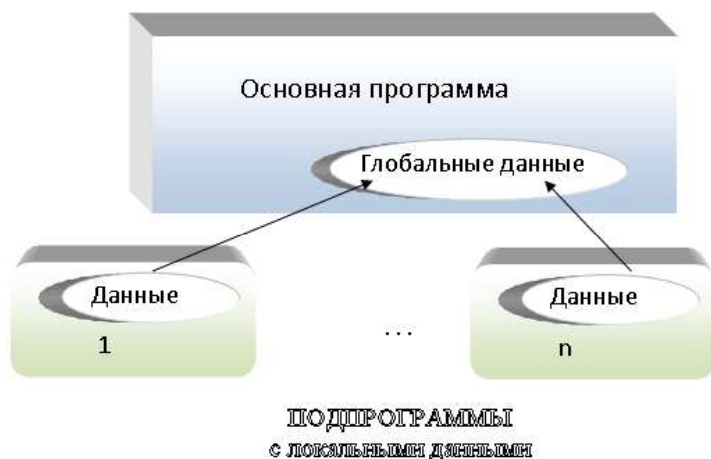 Основная программа
Глобальные данные
Данные
Данные
1
...
n
ПОДПРОГРАММЫ
с локальными данными